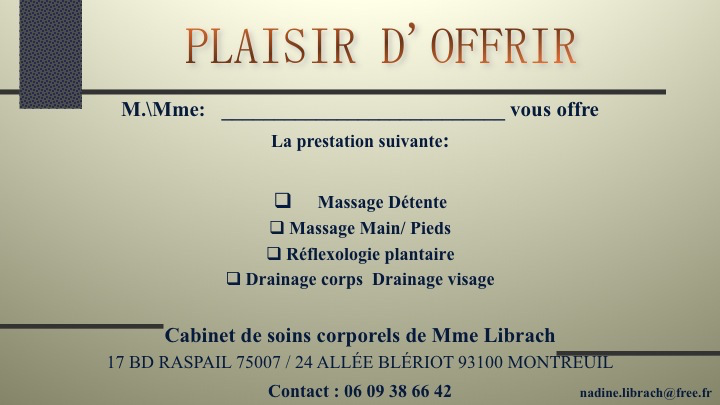 PLAISIR D'OFFRIR
M.\Mme: ___________________________ vous offre
La prestation suivante:
❑ Massage Détente
❑ Massage Main/ Pieds
❑ Réflexologie plantaire
❑ Drainage corps Drainage visage
Cabinet de soins corporels de Mme Librach
17 BD RASPAIL 75007 / 24 ALLÉE BLÉRIOT 93100 MONTREUIL
Contact : 06 09 38 66 42
nadine.librach@free.fr